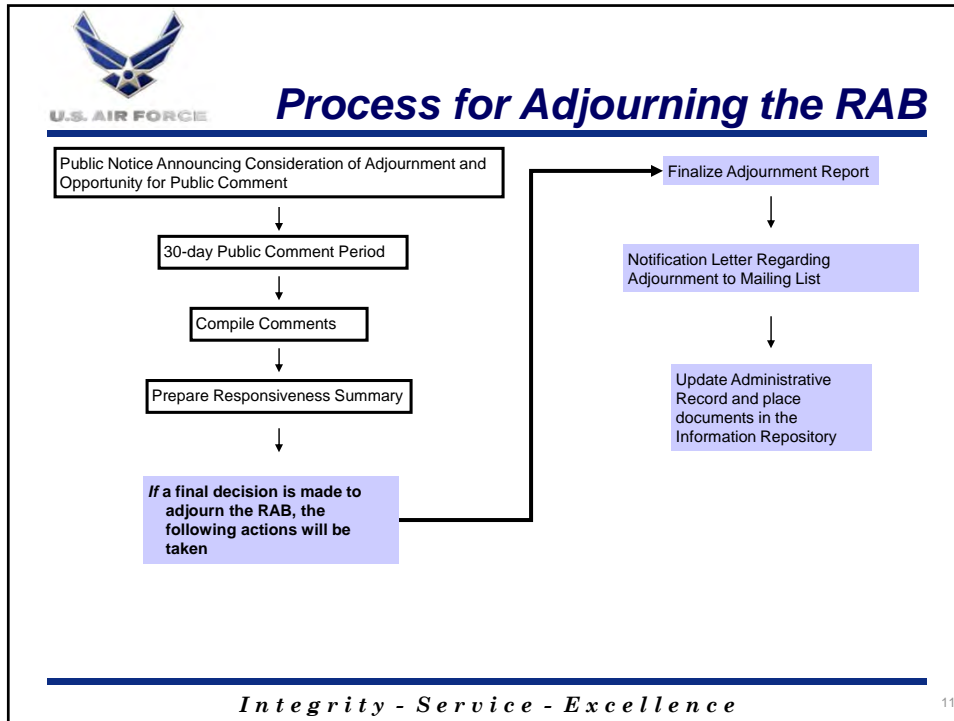 U.S. AIR FORCE
Process for Adjourning the RAB
Public Notice Announcing Consideration of Adjournment and
Opportunity for Public Comment
30-day Public Comment Period
Compile Comments
Prepare Responsiveness Summary
If a final decision is made to
adjourn the RAB, the
following actions will be
taken
Finalize Adjournment Report
Notification Letter Regarding
Adjournment to Mailing List
Update Administrative
Record and place
documents in the
Information Repository
Integrity - Service - Excellence
11